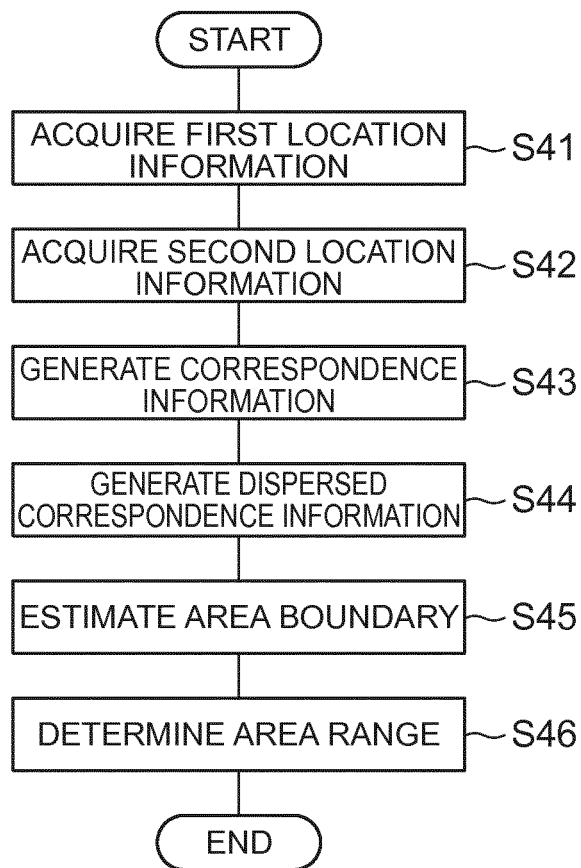 START
ACQUIRE FIRST LOCATION
INFORMATION
S41
ACQUIRE SECOND LOCATION
INFORMATION
S42
GENERATE CORRESPONDENCE
INFORMATION
S43
GENERATE DISPERSED
CORRESPONDENCE INFORMATION
S44
ESTIMATE AREA BOUNDARY
S45
DETERMINE AREA RANGE
S46
END